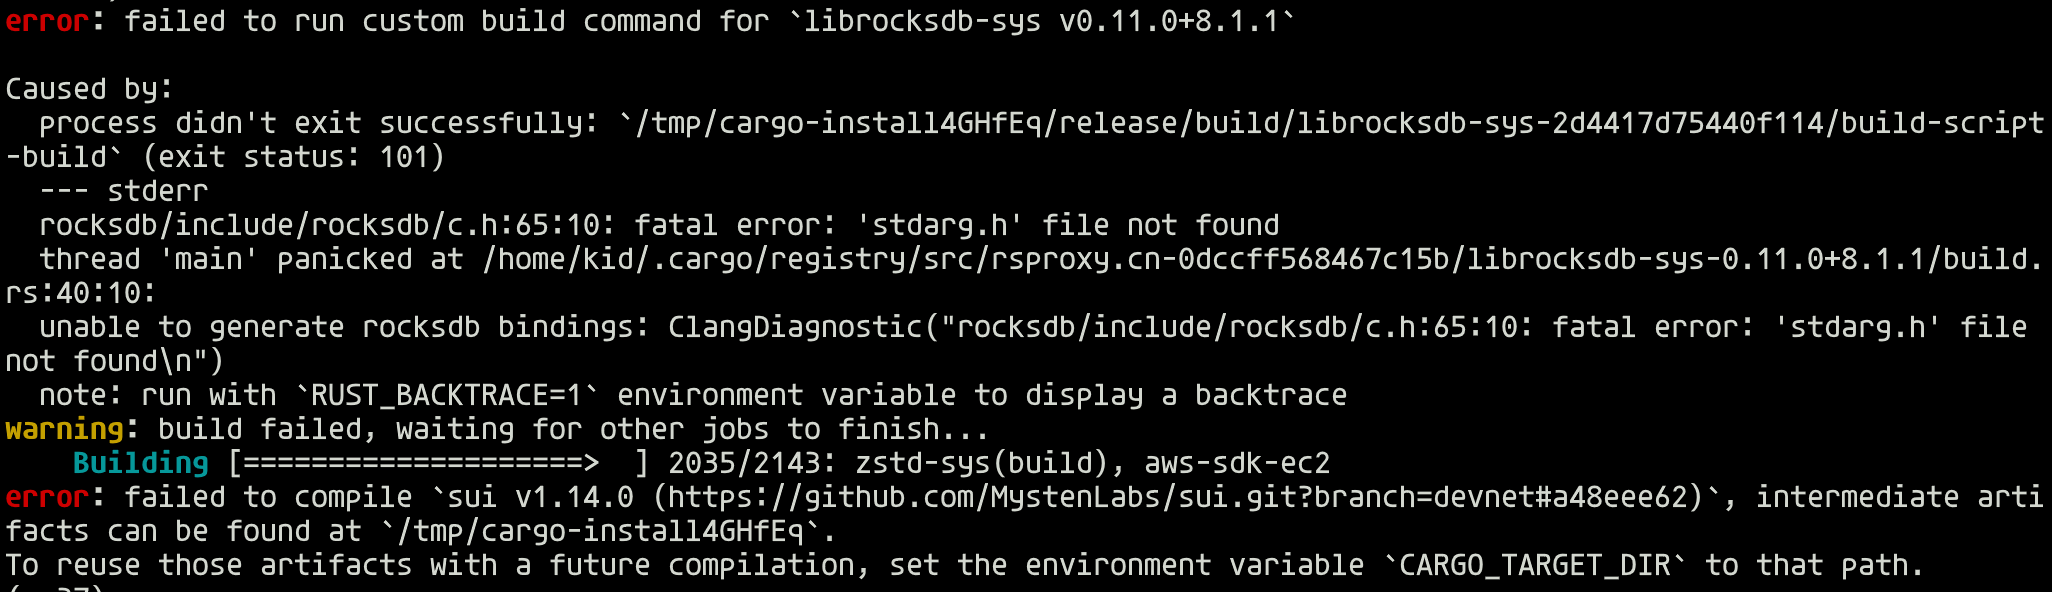 error: failed to run custom build command for `librocksdb-sys v0.11.0+8.1.1`
Caused by:
process didn't exit successfully: `/tmp/cargo-install4GHfEq/release/build/librocksdb-sys-2d4417d75440f114/build-script
-build` (exit status: 101)
--- stderr
rocksdb/include/rocksdb/c.h:65:10: fatal error: 'stdarg.h' file not found
thread 'main' panicked at /home/kid/.cargo/registry/src/rsproxy.cn-0dccff568467c15b/librocksdb-sys-0.11.0+8.1.1/build.
rs:40:10:
unable to generate rocksdb bindings: ClangDiagnostic("rocksdb/include/rocksdb/c.h:65:10: fatal error: 'stdarg.h' file
not found\n")
note: run with `RUST_BACKTRACE=1` environment variable to display a backtrace
warning: build failed, waiting for other jobs to finish...
Building [====================>  ] 2035/2143: zstd-sys(build), aws-sdk-ec2
error: failed to compile `sui v1.14.0 (https://github.com/MystenLabs/sui.git?branch=devnet#a48eee62)`, intermediate arti
facts can be found at `/tmp/cargo-install4GHfEq`.
To reuse those artifacts with a future compilation, set the environment variable `CARGO_TARGET_DIR` to that path.